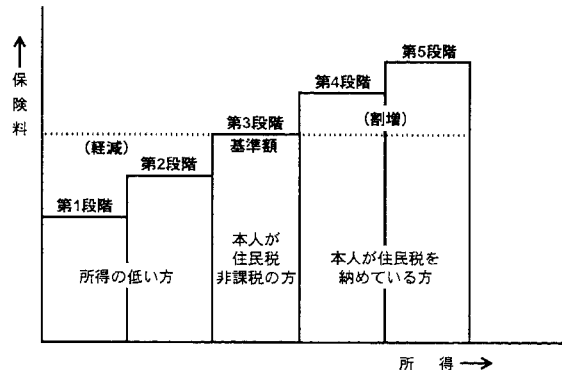 ↑
保
険
料
第5段階
第4段階
(割増)
第3段階
基準額
(軽減)
第2段階
第1段階
所得の低い方
本人が
住民税
非課税の方
本人が住民税を
納めている方
所 得 →